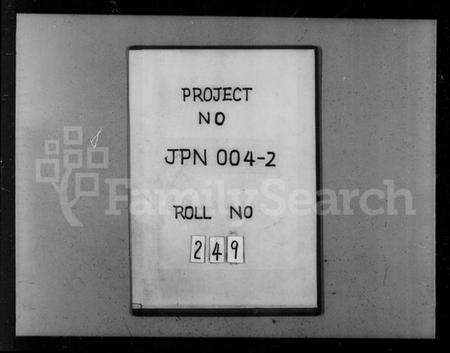 PROJECT
NO
JPN 004-2
FamilySearch
ROLL NO
249